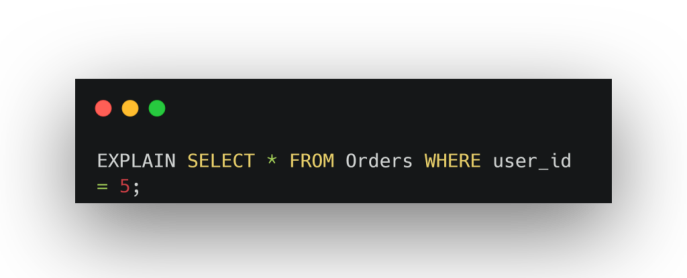 EXPLAIN SELECT * FROM Orders WHERE user_id
= 5;